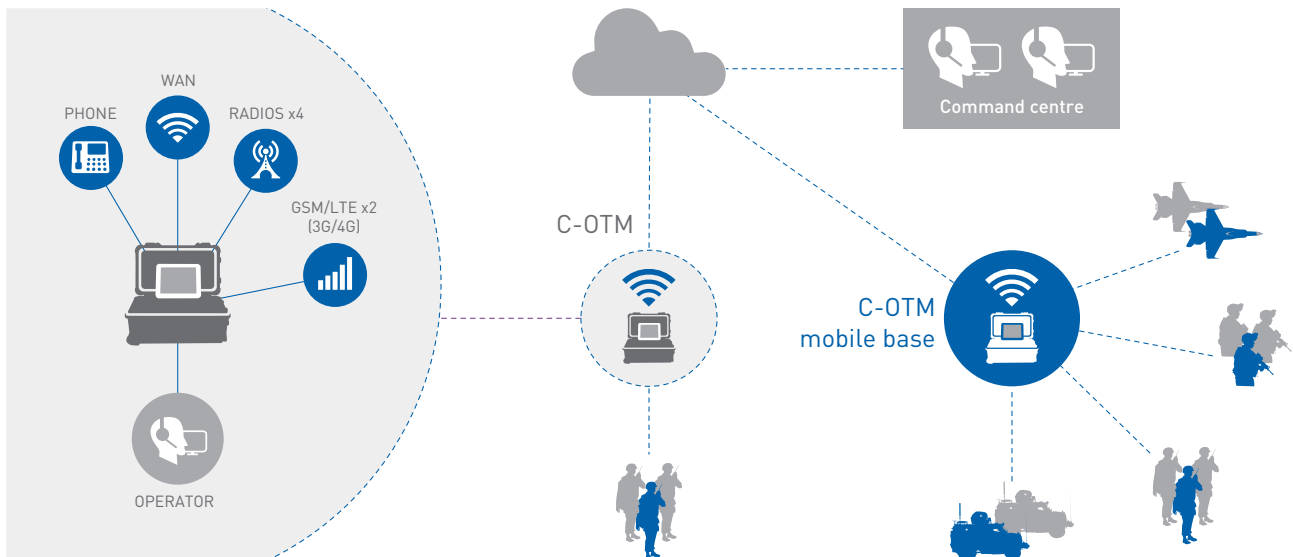 WAN
PHONE
RADIOS x4
GSM/LTE x2
(3G/4G)
OPERATOR
C-OTM
Command centre
C-OTM
mobile base